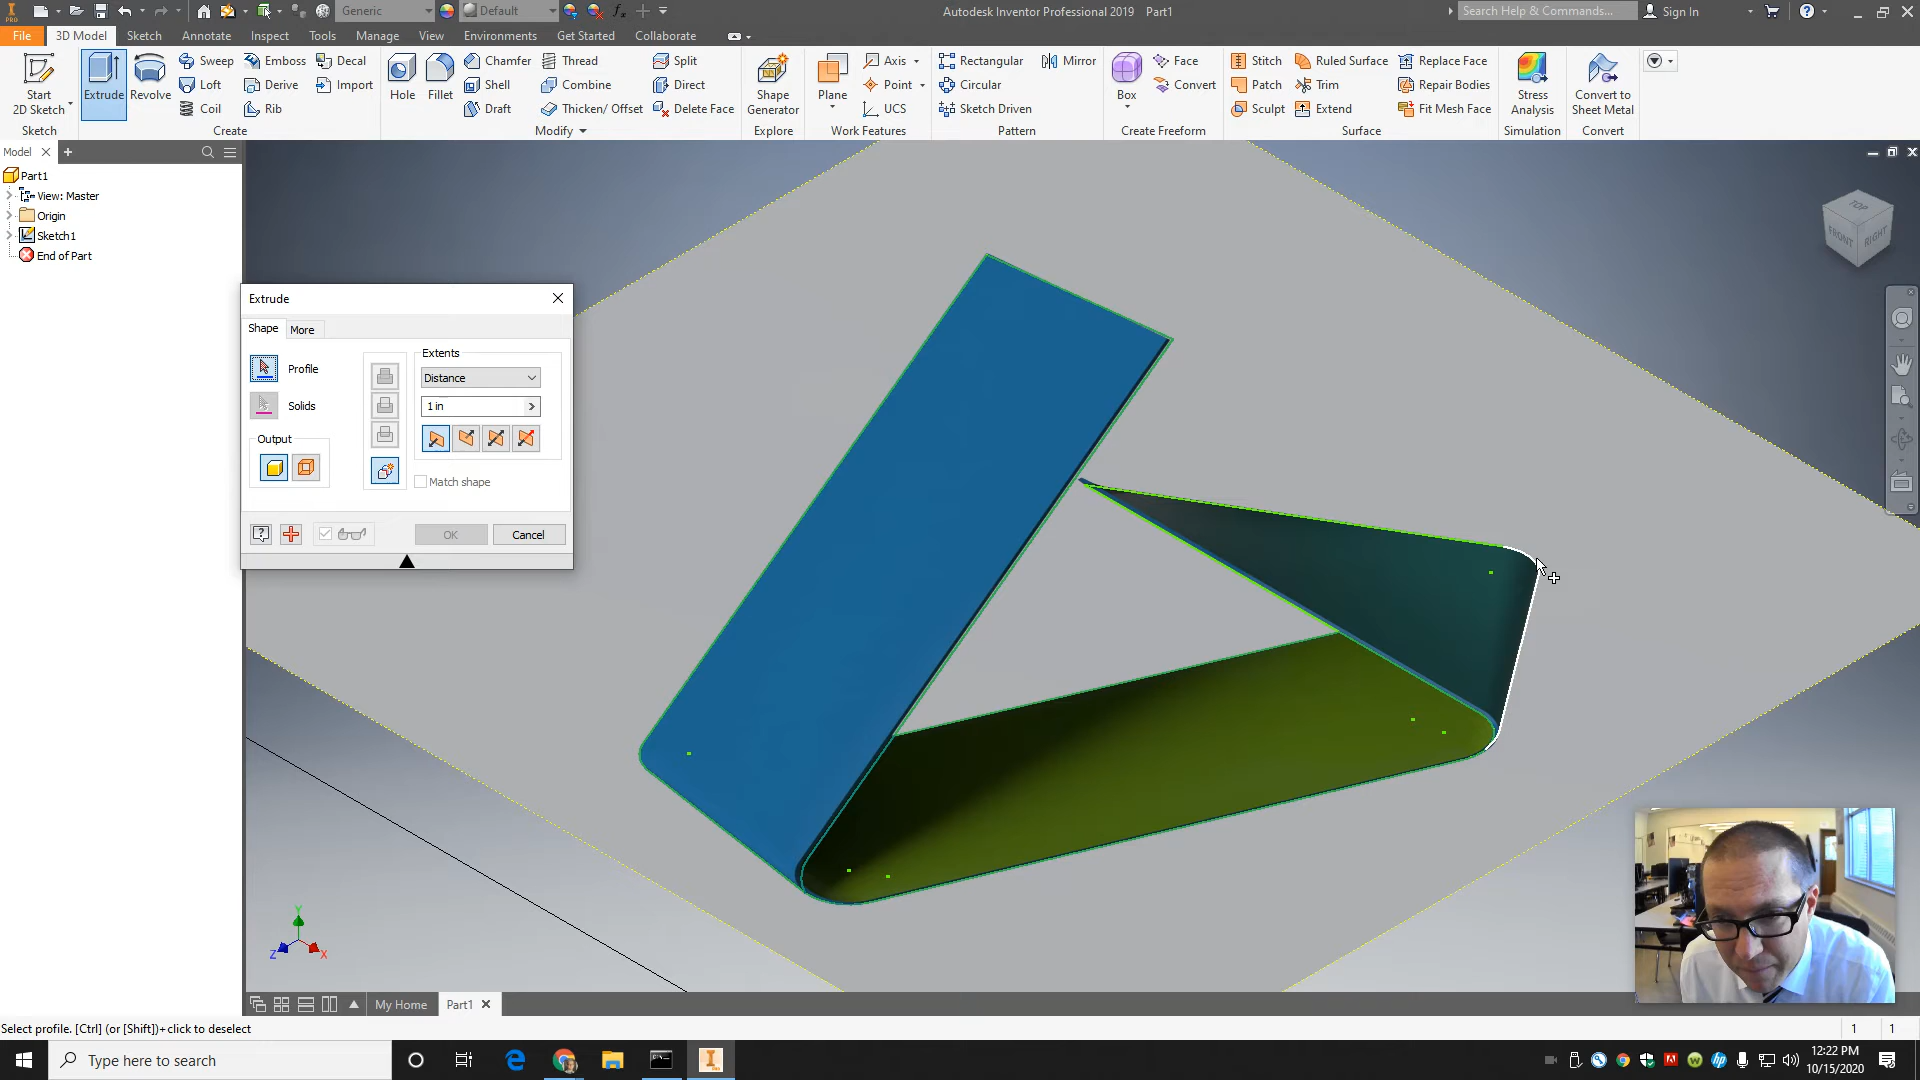 PRO Generic Default Autodesk Inventor Professional 2019 Part1 Search Help & Commands... Sign In
File 3D Model Sketch Annotate Inspect Tools Manage View Environments Get Started Collaborate
Start 2D Sketch Extrude Revolve Sweep Emboss Decal
Loft Derive Import
Coil Rib
Hole Fillet Chamfer Thread Split
Shell Combine Direct
Draft Thicken/ Offset Delete Face
Shape Generator Plane Axis Point UCS
Rectangular Mirror
Circular
Sketch Driven
Box Face Convert
Stitch Ruled Surface Replace Face
Patch Trim Repair Bodies
Sculpt Extend Fit Mesh Face
Stress Analysis Convert to Sheet Metal
Sketch Create Modify Explore Work Features Pattern Create Freeform Surface Simulation Convert
Model
Part1
View: Master
Origin
Sketch1
End of Part
TOP
FRONT RIGHT
Extrude
Shape More
Profile
Solids
Output
Extents
Distance
1 in
Match shape
OK Cancel
Y
Z X
My Home Part1
Select profile. [Ctrl] (or [Shift])+click to deselect 1 1
Type here to search
12:22 PM
10/15/2020